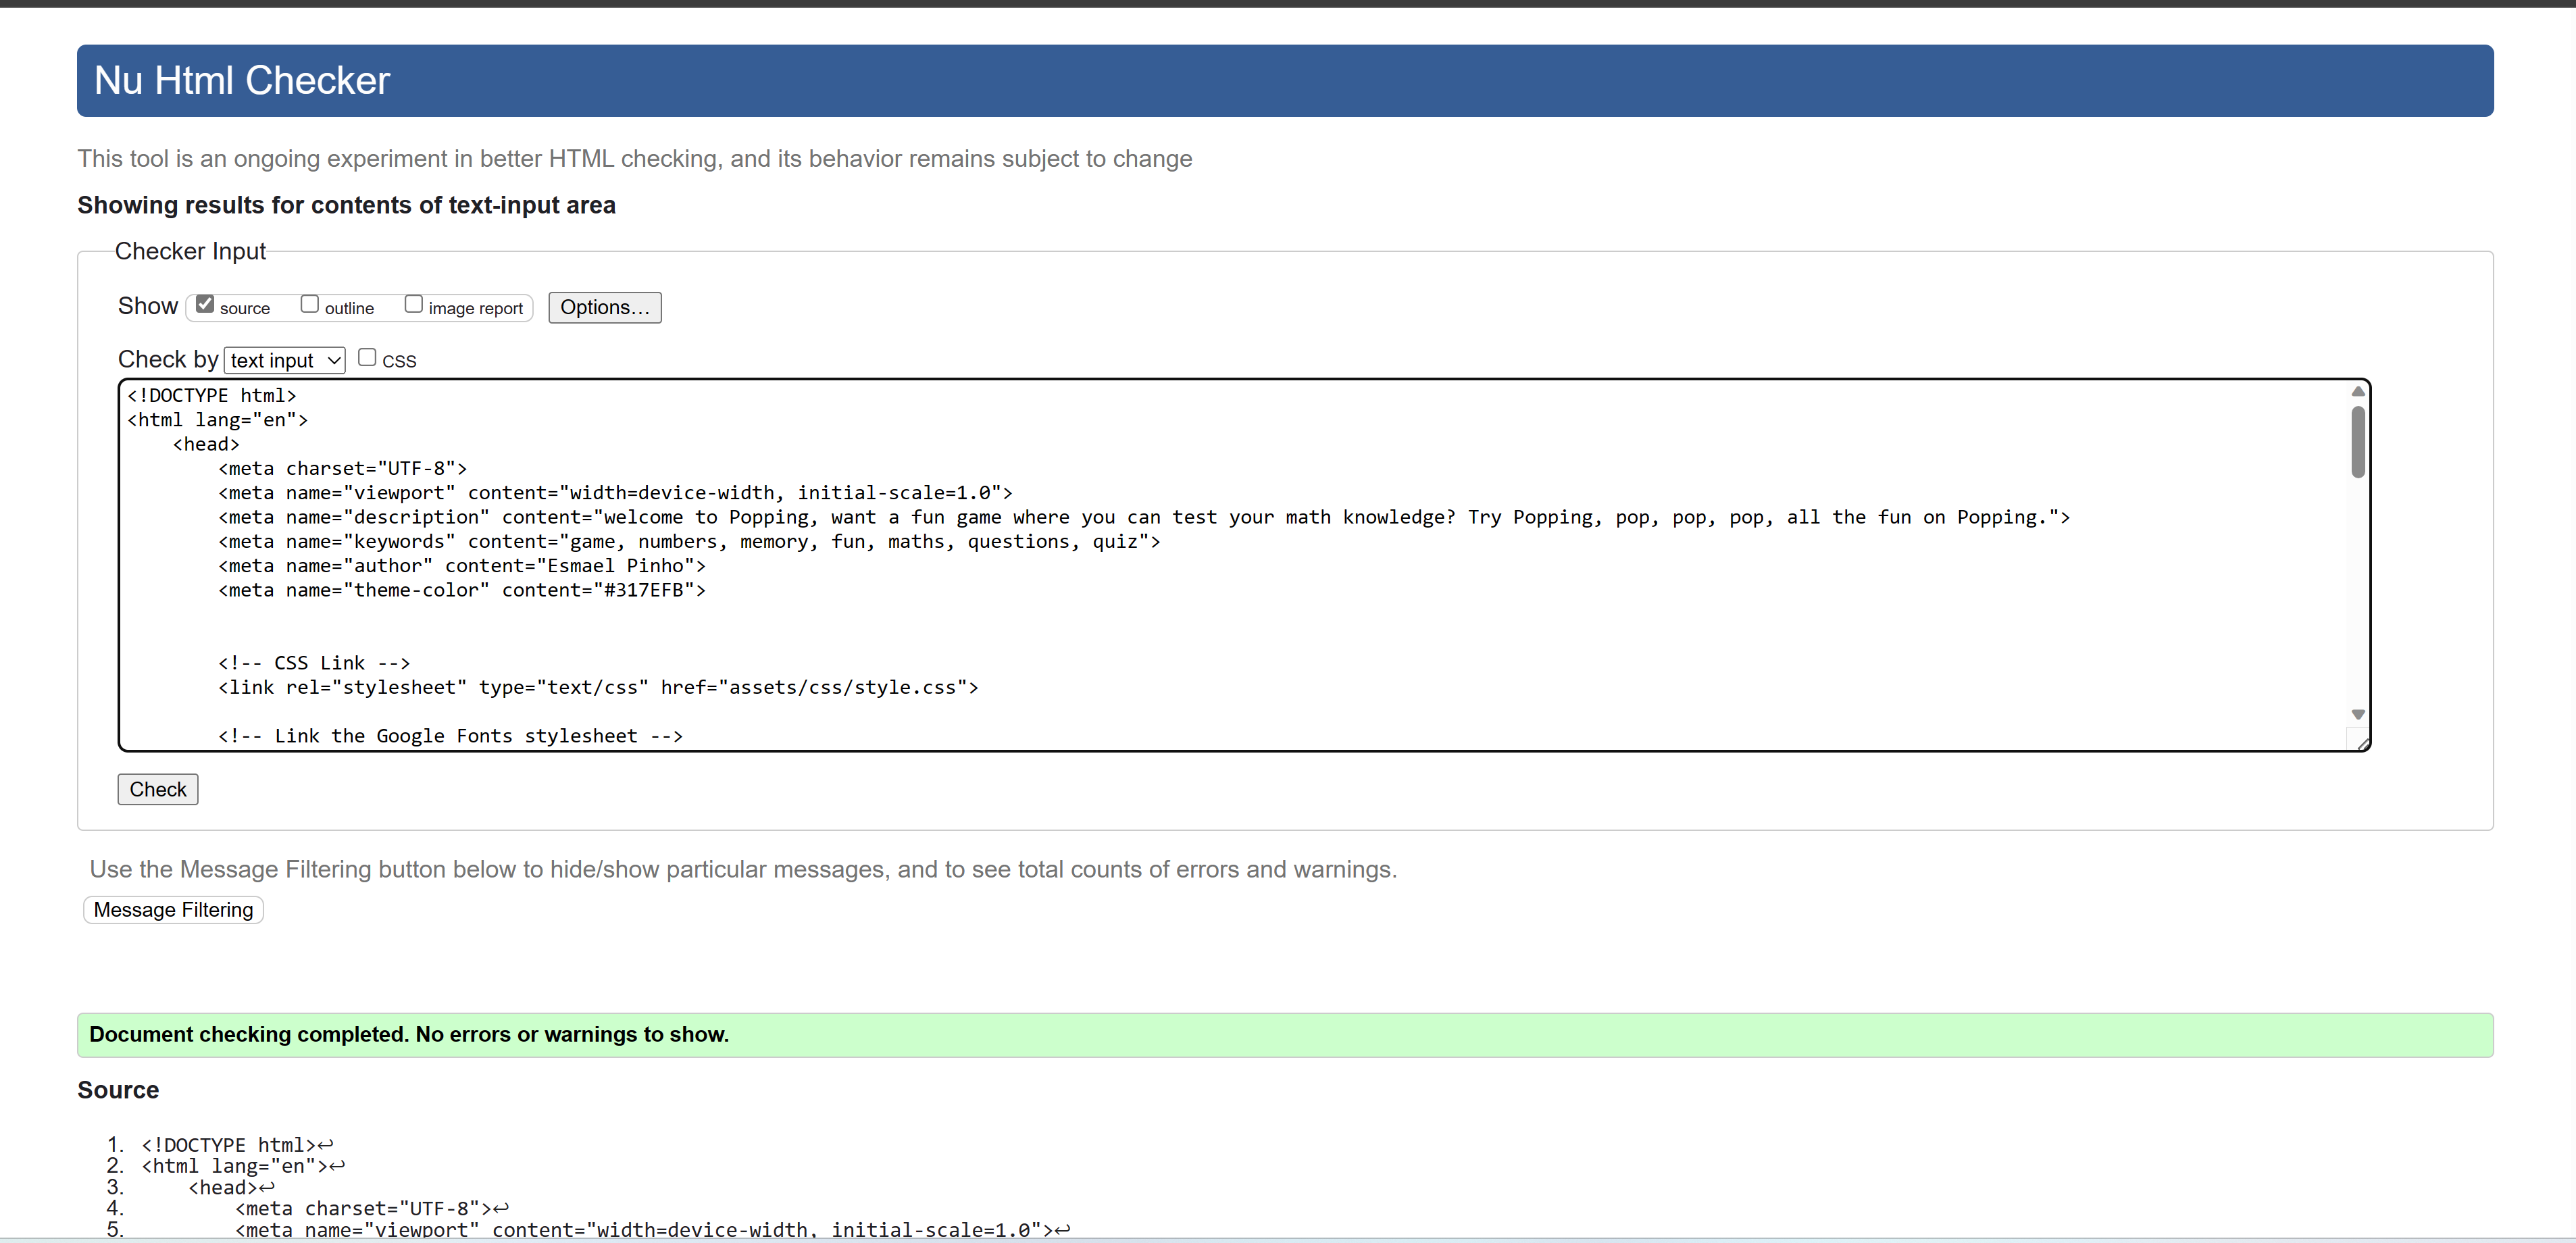 Nu Html Checker
This tool is an ongoing experiment in better HTML checking, and its behavior remains subject to change
Showing results for contents of text-input area
Checker Input
Show source outline image report Options...
Check by text input CSS
<!DOCTYPE html>
<html lang="en">
    <head>
        <meta charset="UTF-8">
        <meta name="viewport" content="width=device-width, initial-scale=1.0">
        <meta name="description" content="welcome to Popping, want a fun game where you can test your math knowledge? Try Popping, pop, pop, pop, all the fun on Popping.">
        <meta name="keywords" content="game, numbers, memory, fun, maths, questions, quiz">
        <meta name="author" content="Esmael Pinho">
        <meta name="theme-color" content="#317EFB">
        <!-- CSS Link -->
        <link rel="stylesheet" type="text/css" href="assets/css/style.css">
        <!-- Link the Google Fonts stylesheet -->
Check
Use the Message Filtering button below to hide/show particular messages, and to see total counts of errors and warnings.
Message Filtering
Document checking completed. No errors or warnings to show.
Source
1. <!DOCTYPE html>↩
2. <html lang="en">↩
3.     <head>↩
4.         <meta charset="UTF-8">↩
5.         <meta name="viewport" content="width=device-width, initial-scale=1.0">↩